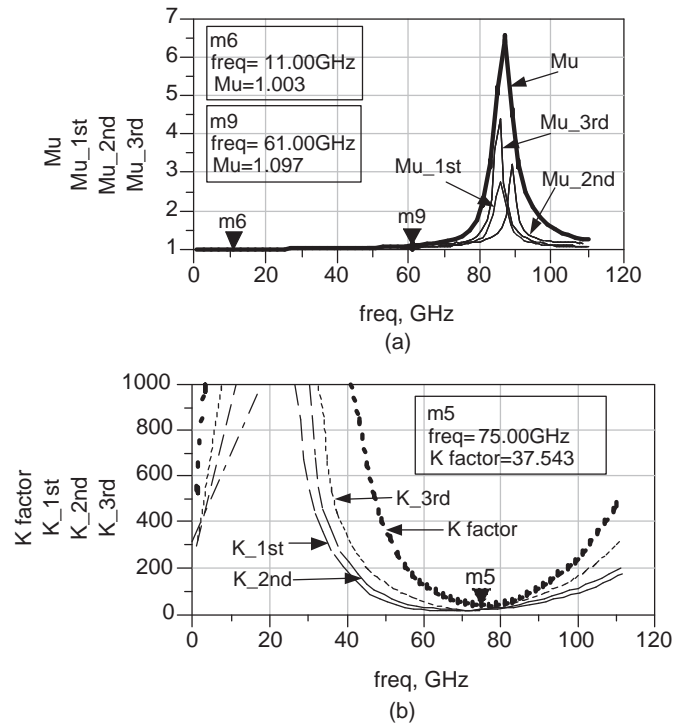 7
6
5
4
3
2
1
Mu
Mu_1st
Mu_2nd
Mu_3rd
m6
freq= 11.00GHz
Mu=1.003
m9
freq= 61.00GHz
Mu=1.097
Mu
Mu_3rd
Mu_1st
Mu_2nd
m6
m9
0 20 40 60 80 100 120
freq, GHz
(a)
1000
800
600
400
200
0
K factor
K_1st
K_2nd
K_3rd
m5
freq=75.00GHz
K factor=37.543
K_3rd
K factor
K_1st
K_2nd
m5
0 20 40 60 80 100 120
freq, GHz
(b)